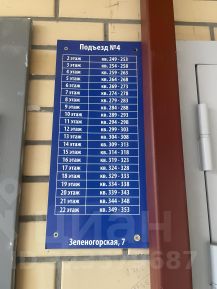 Подъезд №4
2 этаж кв. 249 - 253
3 этаж кв. 254 - 258
4 этаж кв. 259 - 263
5 этаж кв. 264 - 268
6 этаж кв. 269 - 273
7 этаж кв. 274 - 278
8 этаж кв. 279 - 283
9 этаж кв. 284 - 288
10 этаж кв. 289 - 293
11 этаж кв. 294 - 298
12 этаж кв. 299 - 303
13 этаж кв. 304 - 308
14 этаж кв. 309 - 313
15 этаж кв. 314 - 318
16 этаж кв. 319 - 323
17 этаж кв. 324 - 328
18 этаж кв. 329 - 333
19 этаж кв. 334 - 338
20 этаж кв. 339 - 343
21 этаж кв. 344 - 348
22 этаж кв. 349 - 353
Зеленогорская, 7